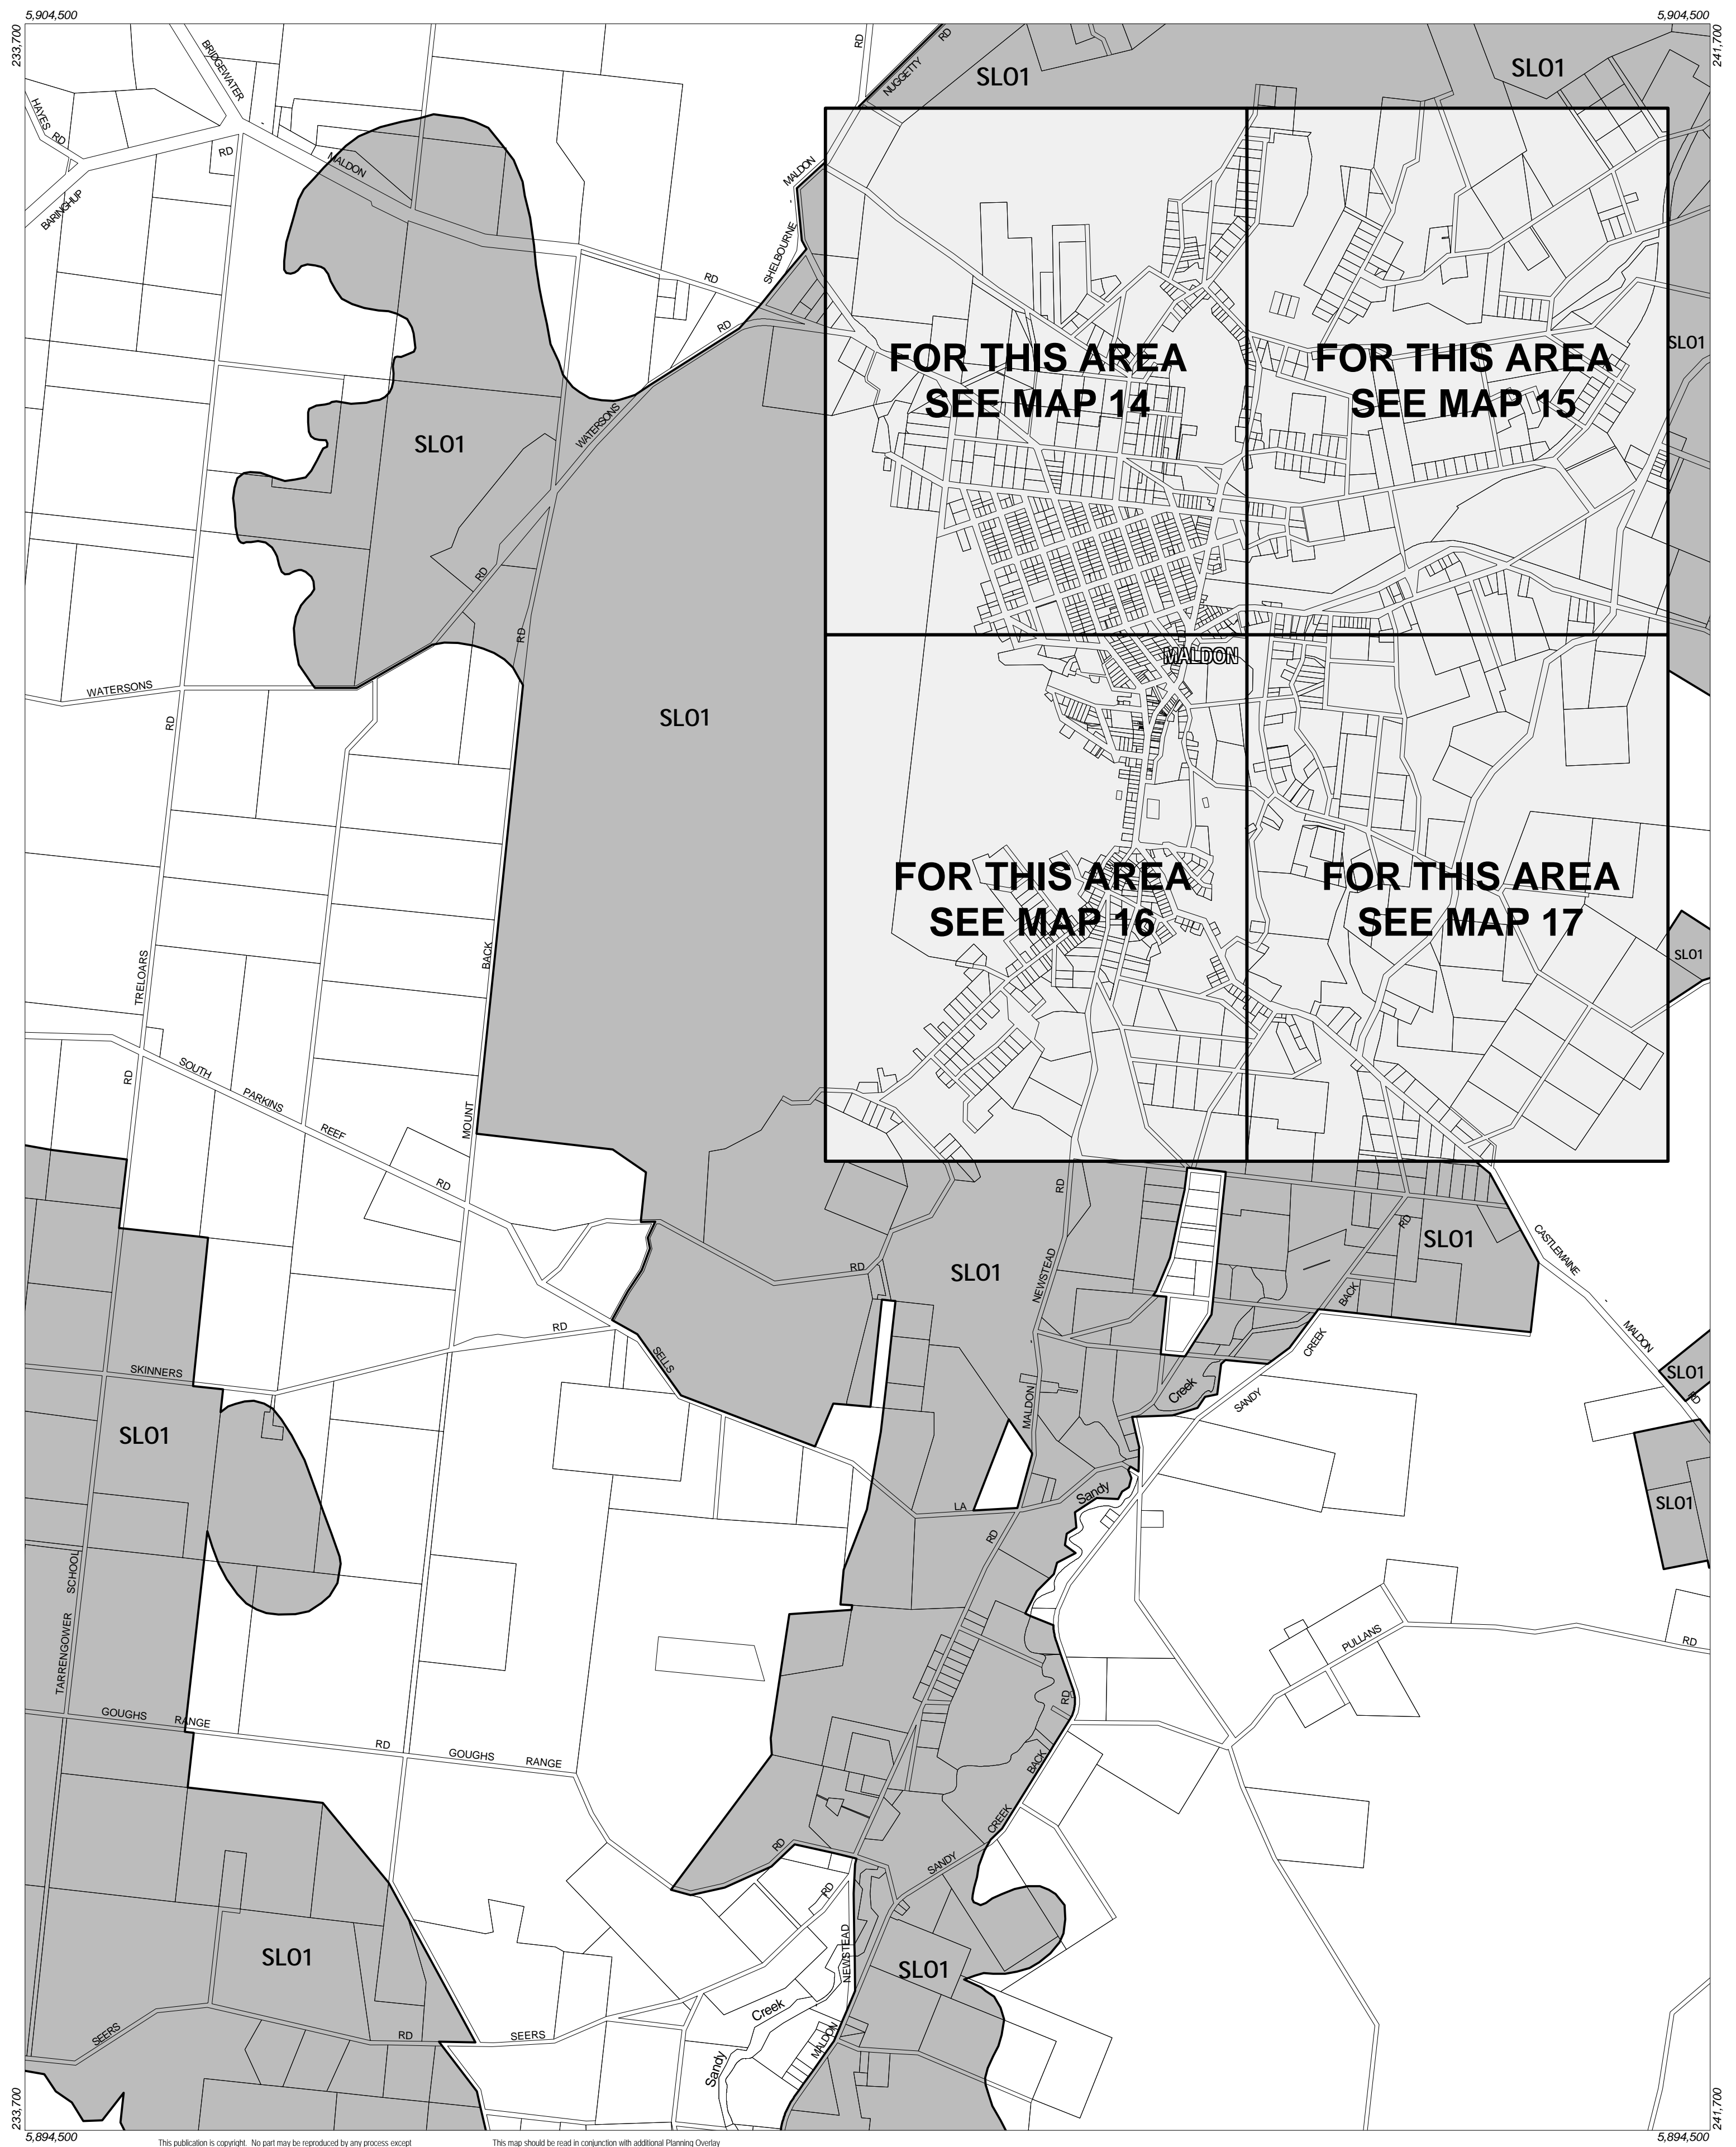 5,904,500
5,904,500
233,700
241,700
BRIDGEWATER
-
MALDON
RD
HAYES
RD
RD
BARINGHUP
RD
NUGGETTY
RD
SLO1
SLO1
MALDON
-
SHELBOURNE
RD
RD
WATERSONS
RD
RD
SLO1
FOR THIS AREA
SEE MAP 14
FOR THIS AREA
SEE MAP 15
SLO1
MALDON
WATERSONS
RD
SLO1
FOR THIS AREA
SEE MAP 16
FOR THIS AREA
SEE MAP 17
SLO1
BACK
TRELOARS
RD
MOUNT
SOUTH
PARKINS
REEF
RD
RD
RD
NEWSTEAD
-
MALDON
SLO1
SLO1
RD
BACK
CREEK
SANDY
CASTLEMAINE
-
MALDON
RD
SLO1
SLO1
RD
SKINNERS
SELLS
LA
Creek
Sandy
SLO1
RD
SCHOOL
TARRENGOWER
GOUGHS
RANGE
RD
GOUGHS
RANGE
RD
PULLANS
RD
RD
BACK
CREEK
SANDY
RD
NEWSTEAD
MALDON
SLO1
SLO1
SEERS
RD
SEERS
Creek
Sandy
233,700
241,700
5,894,500
5,894,500
This publication is copyright. No part may be reproduced by any process except
This map should be read in conjunction with additional Planning Overlay